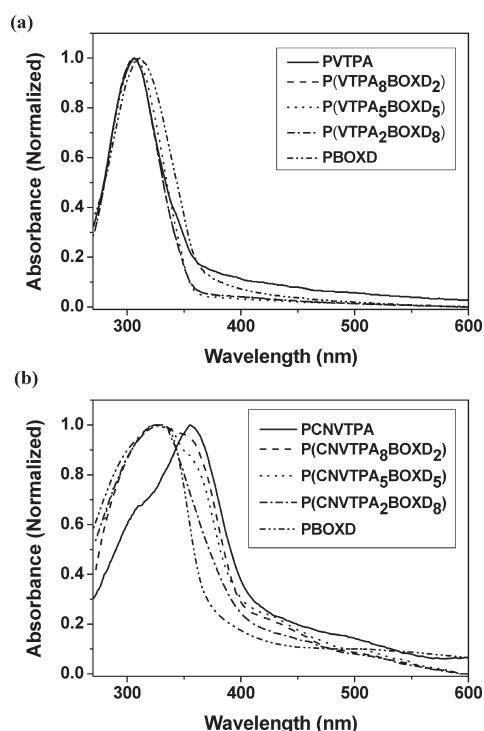 (a)
1.0
0.8
0.6
0.4
0.2
0.0
Absorbance (Normalized)
PVTPA
P(VTPA₈BOXD₂)
P(VTPA₅BOXD₅)
P(VTPA₂BOXD₈)
PBOXD
300 400 500 600
Wavelength (nm)
(b)
1.0
0.8
0.6
0.4
0.2
0.0
Absorbance (Normalized)
PCNVTPA
P(CNVTPA₈BOXD₂)
P(CNVTPA₅BOXD₅)
P(CNVTPA₂BOXD₈)
PBOXD
300 400 500 600
Wavelength (nm)